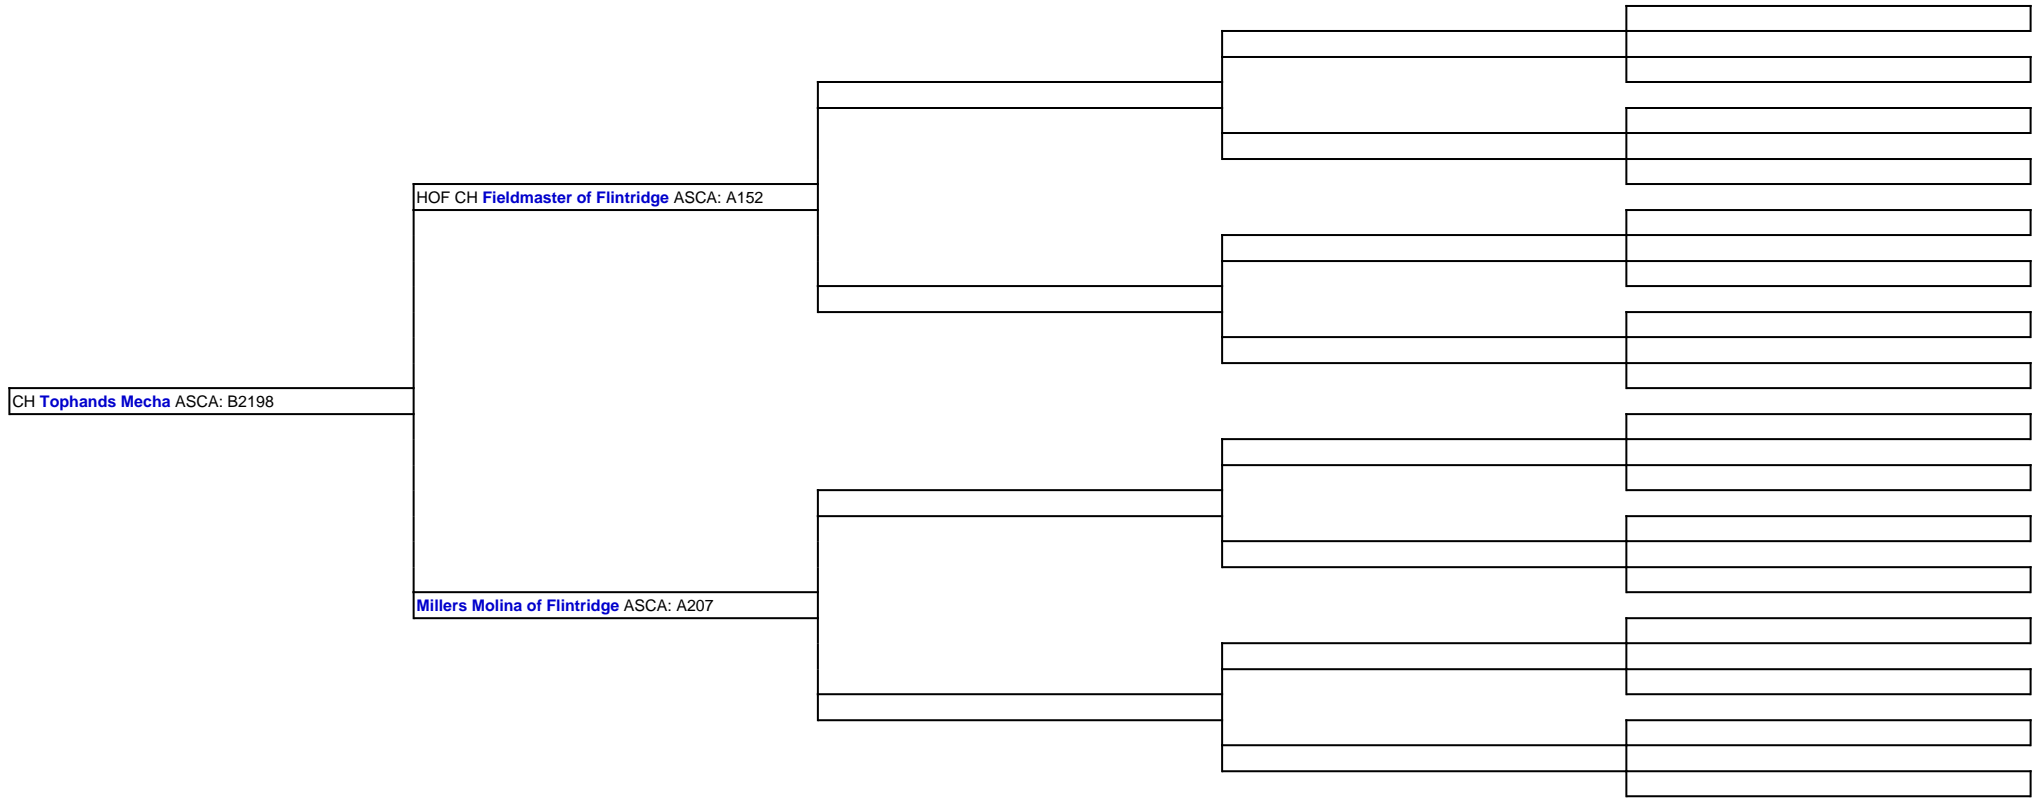 HOF CH Fieldmaster of Flintridge ASCA: A152
CH Tophands Mecha ASCA: B2198
Millers Molina of Flintridge ASCA: A207